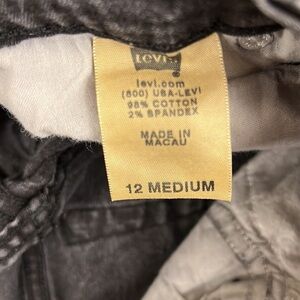 Levi's
levi.com
(800) USA-LEVI
98% COTTON
2% SPANDEX
MADE IN
MACAU
12 MEDIUM